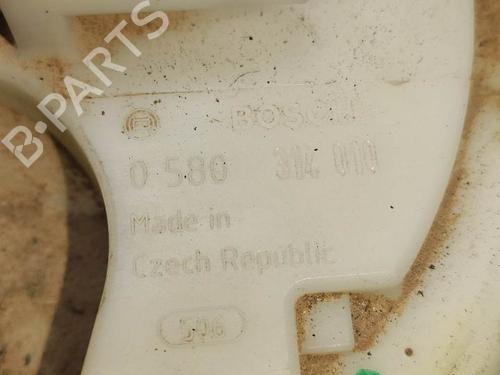 B-PARTS
BOSCH
0 580 314 010
Made in
Czech Republic